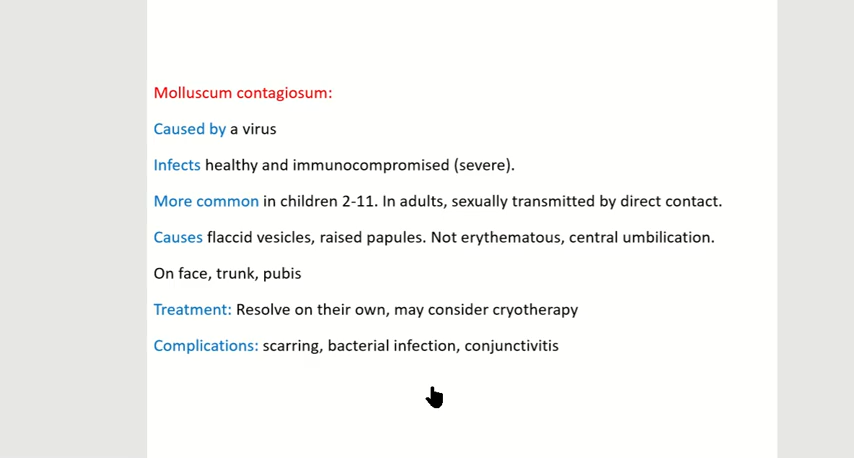 Molluscum contagiosum:
Caused by a virus
Infects healthy and immunocompromised (severe).
More common in children 2-11. In adults, sexually transmitted by direct contact.
Causes flaccid vesicles, raised papules. Not erythematous, central umbilication.
On face, trunk, pubis
Treatment: Resolve on their own, may consider cryotherapy
Complications: scarring, bacterial infection, conjunctivitis